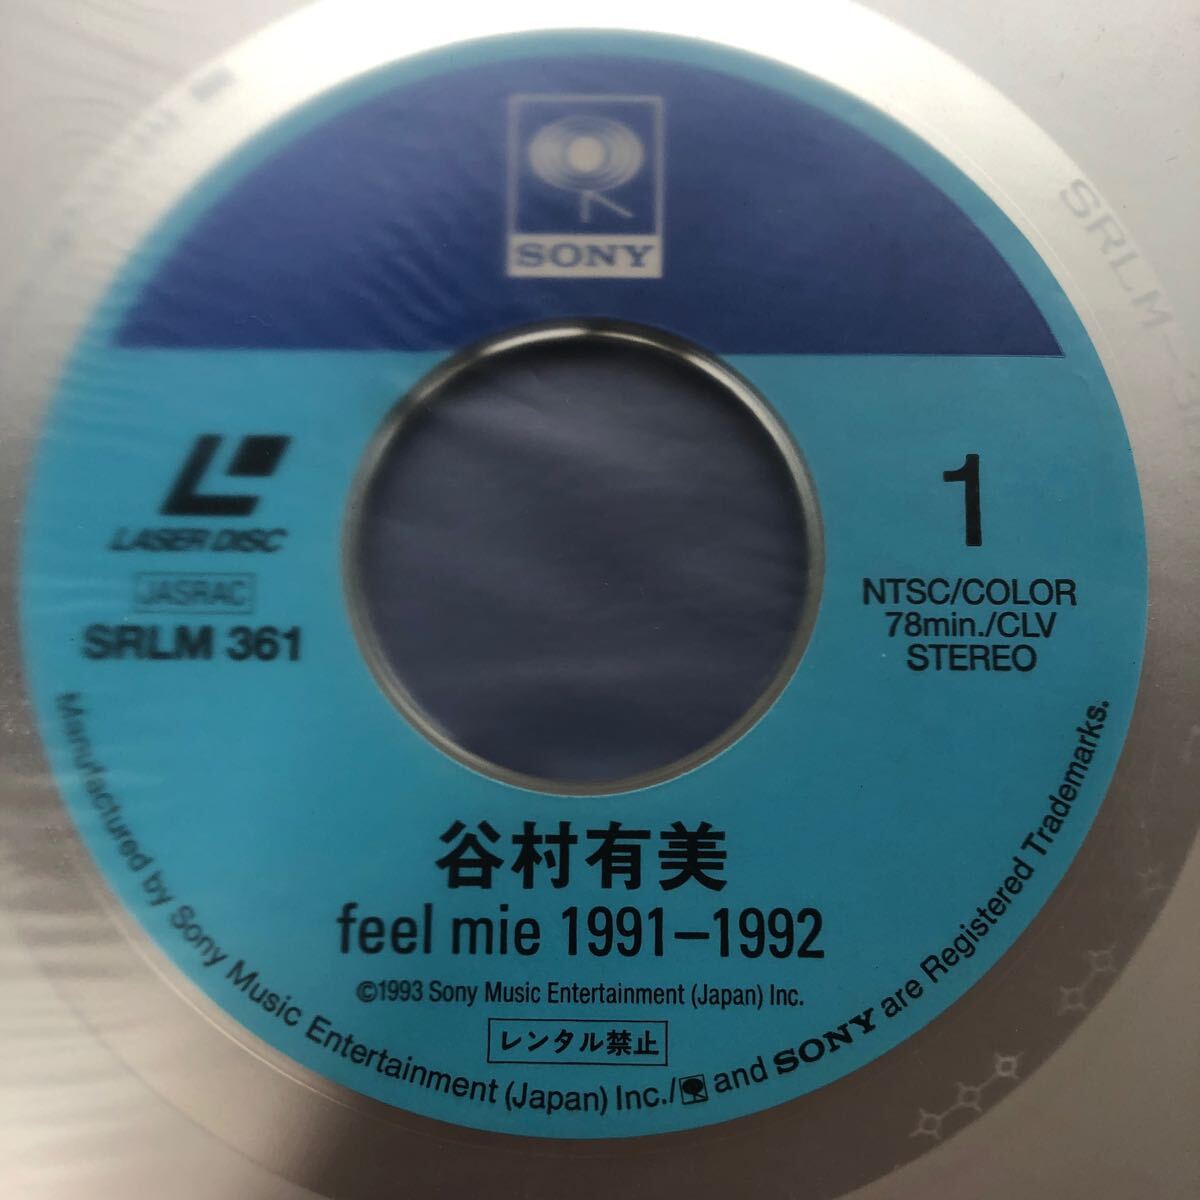 SONY
LASER DISC
JASRAC
SRLM 361
1
NTSC/COLOR
78min./CLV
STEREO
谷村有美
feel mie 1991–1992
©1993 Sony Music Entertainment (Japan) Inc.
レンタル禁止
Manufactured by Sony Music Entertainment (Japan) Inc./ and SONY are Registered Trademarks.
SRLM-